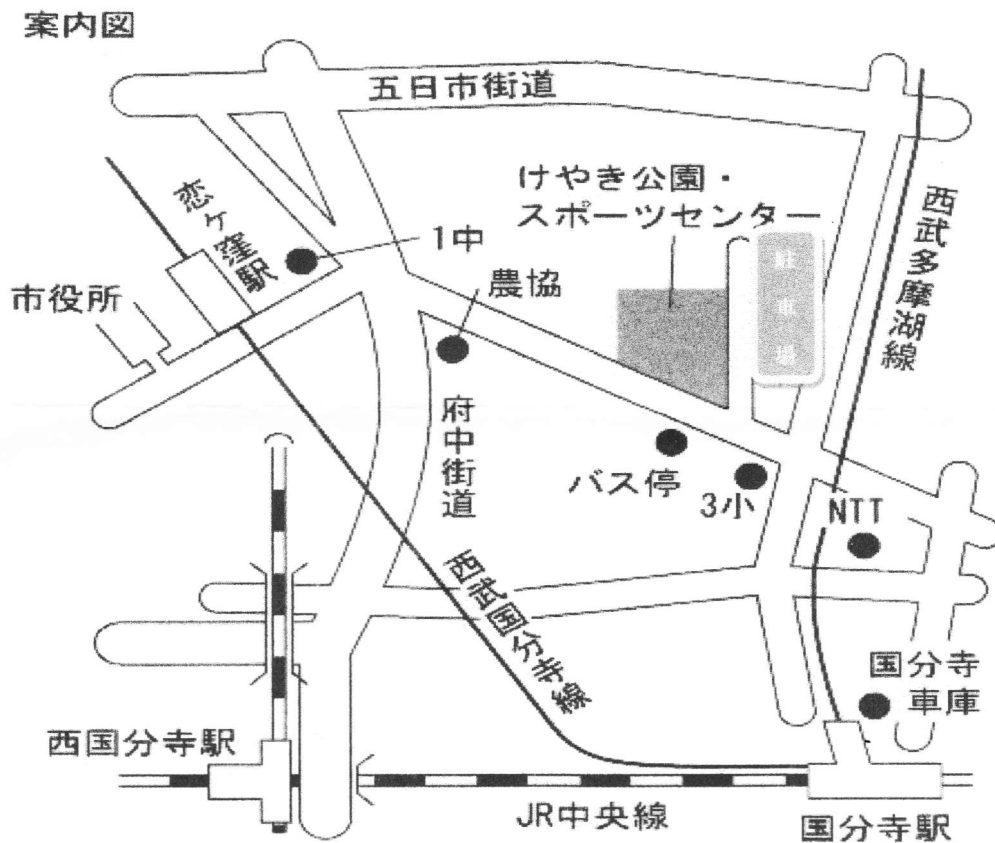 案内図
五日市街道
けやき公園・
スポーツセンター
駐車場
西武多摩湖線
恋ヶ窪駅
1中
市役所
農協
府中街道
バス停
3小
NTT
西武国分寺線
国分寺
車庫
西国分寺駅
JR中央線
国分寺駅